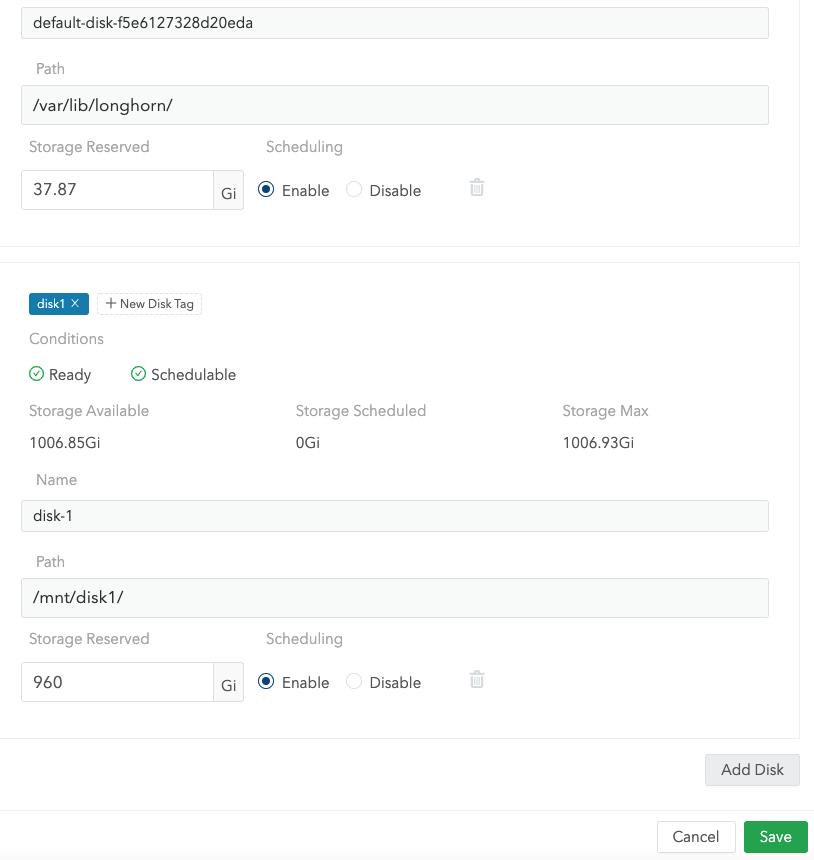 default-disk-f5e6127328d20eda
Path
/var/lib/longhorn/
Storage Reserved Scheduling
37.87 Gi Enable Disable
disk1 × + New Disk Tag
Conditions
Ready Schedulable
Storage Available Storage Scheduled Storage Max
1006.85Gi 0Gi 1006.93Gi
Name
disk-1
Path
/mnt/disk1/
Storage Reserved Scheduling
960 Gi Enable Disable
Add Disk
Cancel Save